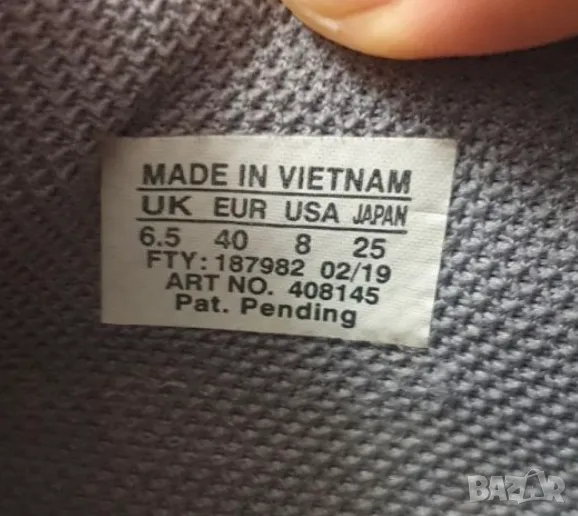 MADE IN VIETNAM
UK EUR USA JAPAN
6.5 40 8 25
FTY: 187982 02/19
ART NO. 408145
Pat. Pending
BAZAR